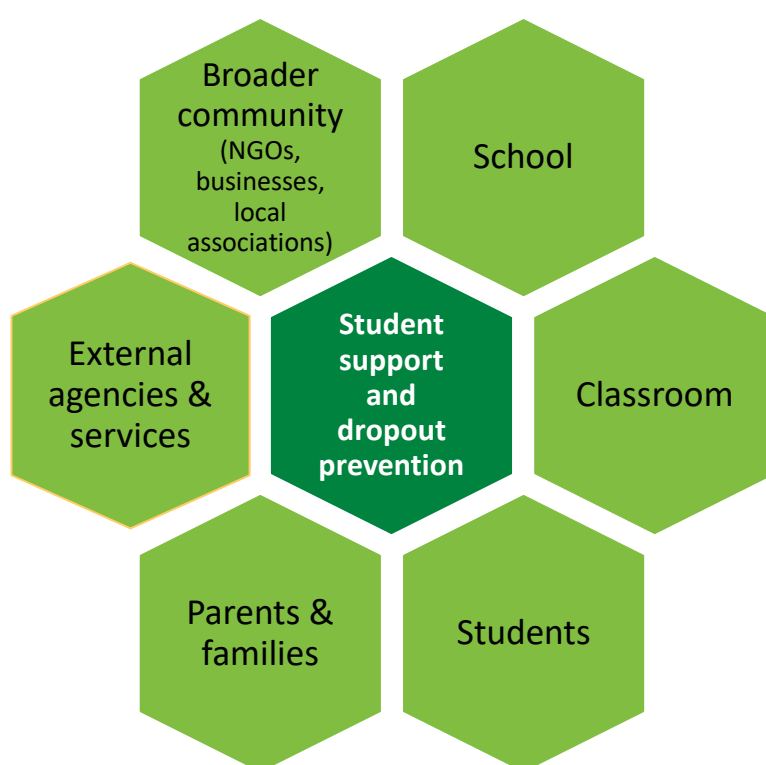 Broader
community
(NGOs,
businesses,
local
associations)
School
External
agencies &
services
Student
support
and
dropout
prevention
Classroom
Parents &
families
Students